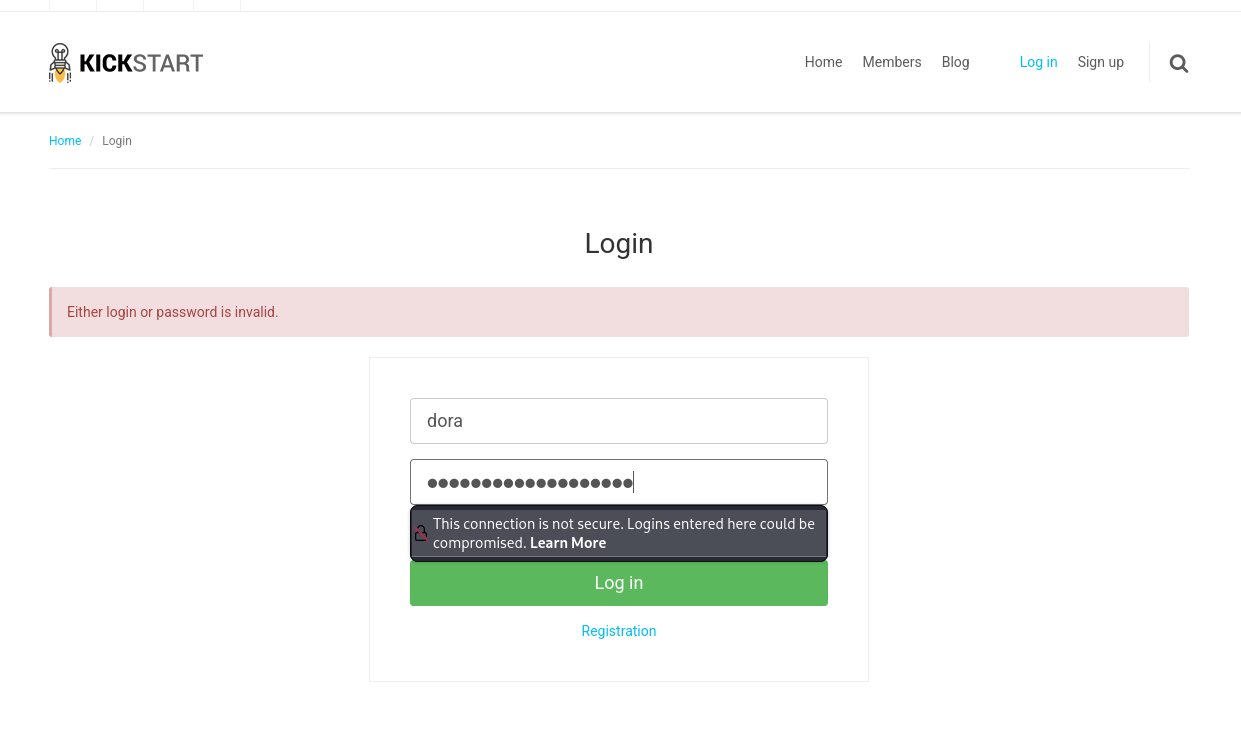 KICKSTART
Home Members Blog Log in Sign up
Home / Login
Login
Either login or password is invalid.
dora
●●●●●●●●●●●●●●●●●●●
This connection is not secure. Logins entered here could be
compromised. Learn More
Log in
Registration